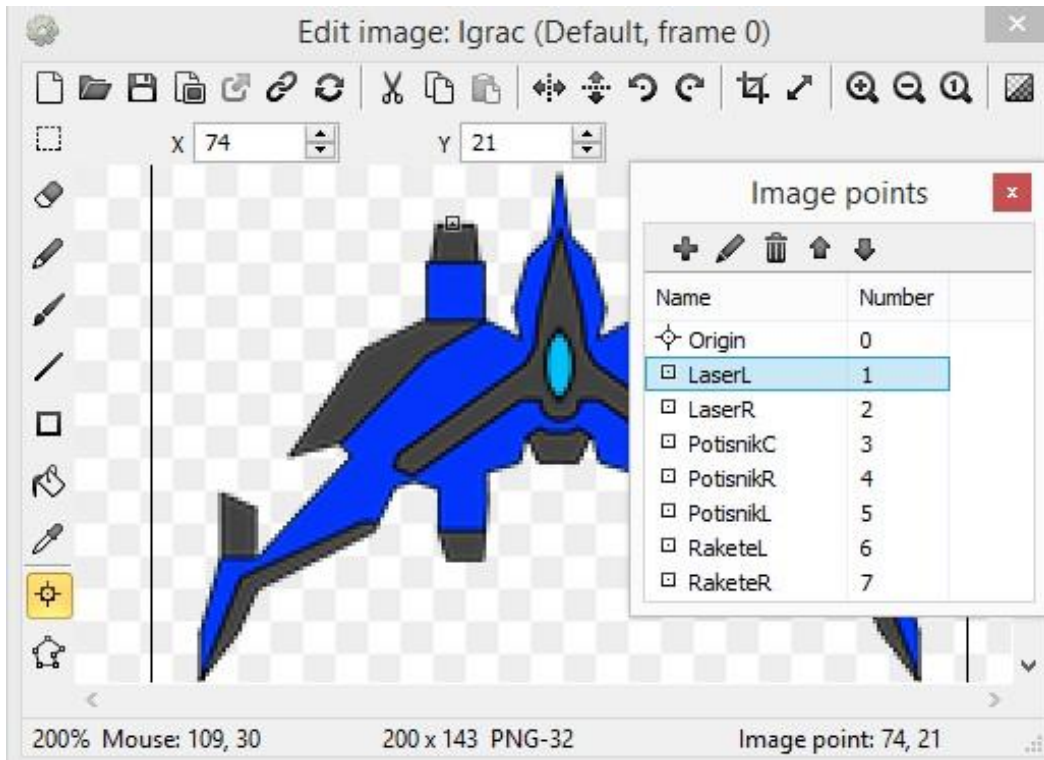 Edit image: Igrac (Default, frame 0)
X 74 Y 21
Image points
Name Number
Origin 0
LaserL 1
LaserR 2
PotisnikC 3
PotisnikR 4
PotisnikL 5
RaketeL 6
RaketeR 7
200% Mouse: 109, 30 200 x 143 PNG-32 Image point: 74, 21